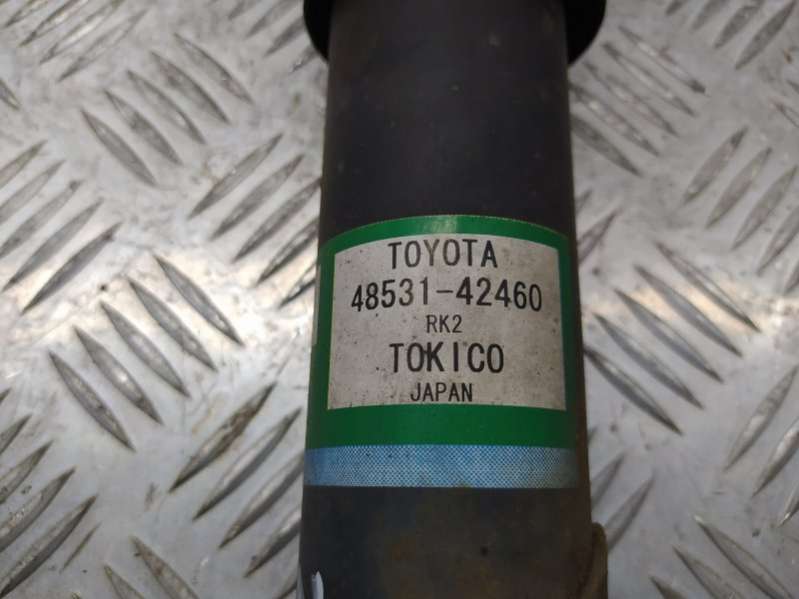 TOYOTA
48531-42460
RK2
TOKICO
JAPAN